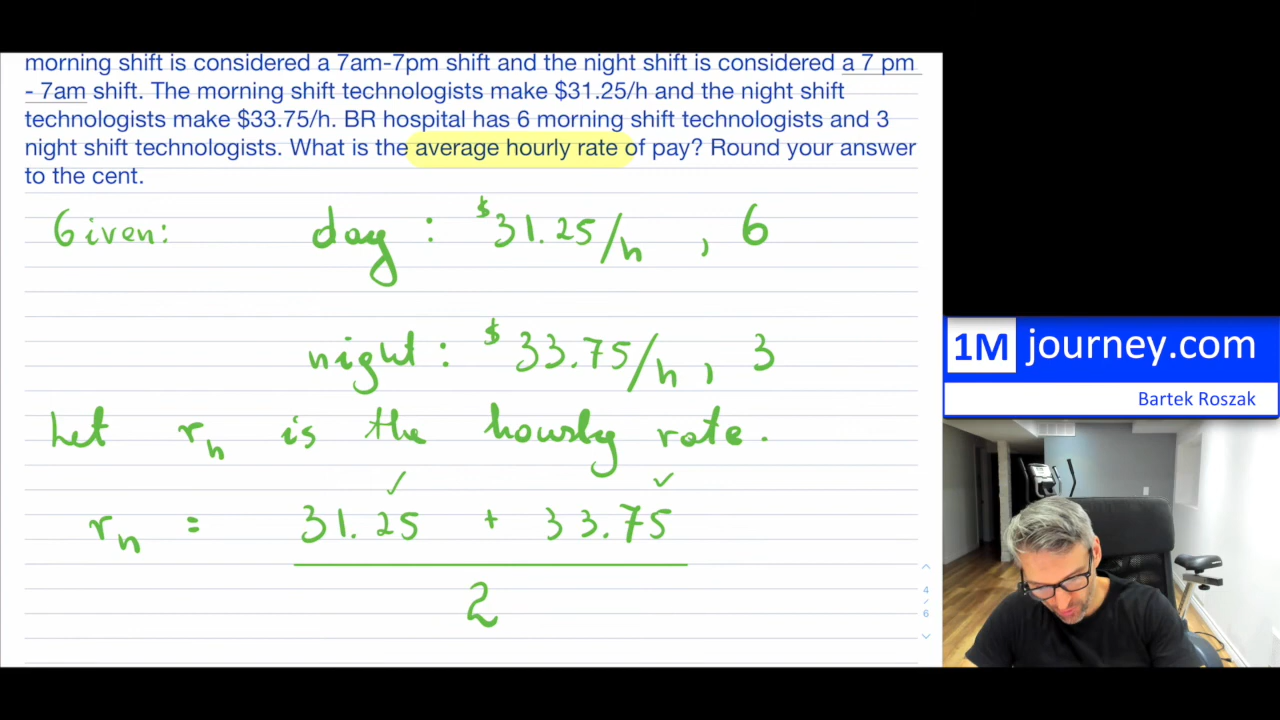 morning shift is considered a 7am-7pm shift and the night shift is considered a 7 pm
- 7am shift. The morning shift technologists make $31.25/h and the night shift
technologists make $33.75/h. BR hospital has 6 morning shift technologists and 3
night shift technologists. What is the average hourly rate of pay? Round your answer
to the cent.
Given: day : $31.25/h , 6
night : $33.75/h , 3
Let rh is the hourly rate.
rh = 31.25 + 33.75
2
1M journey.com
Bartek Roszak
4
/
6